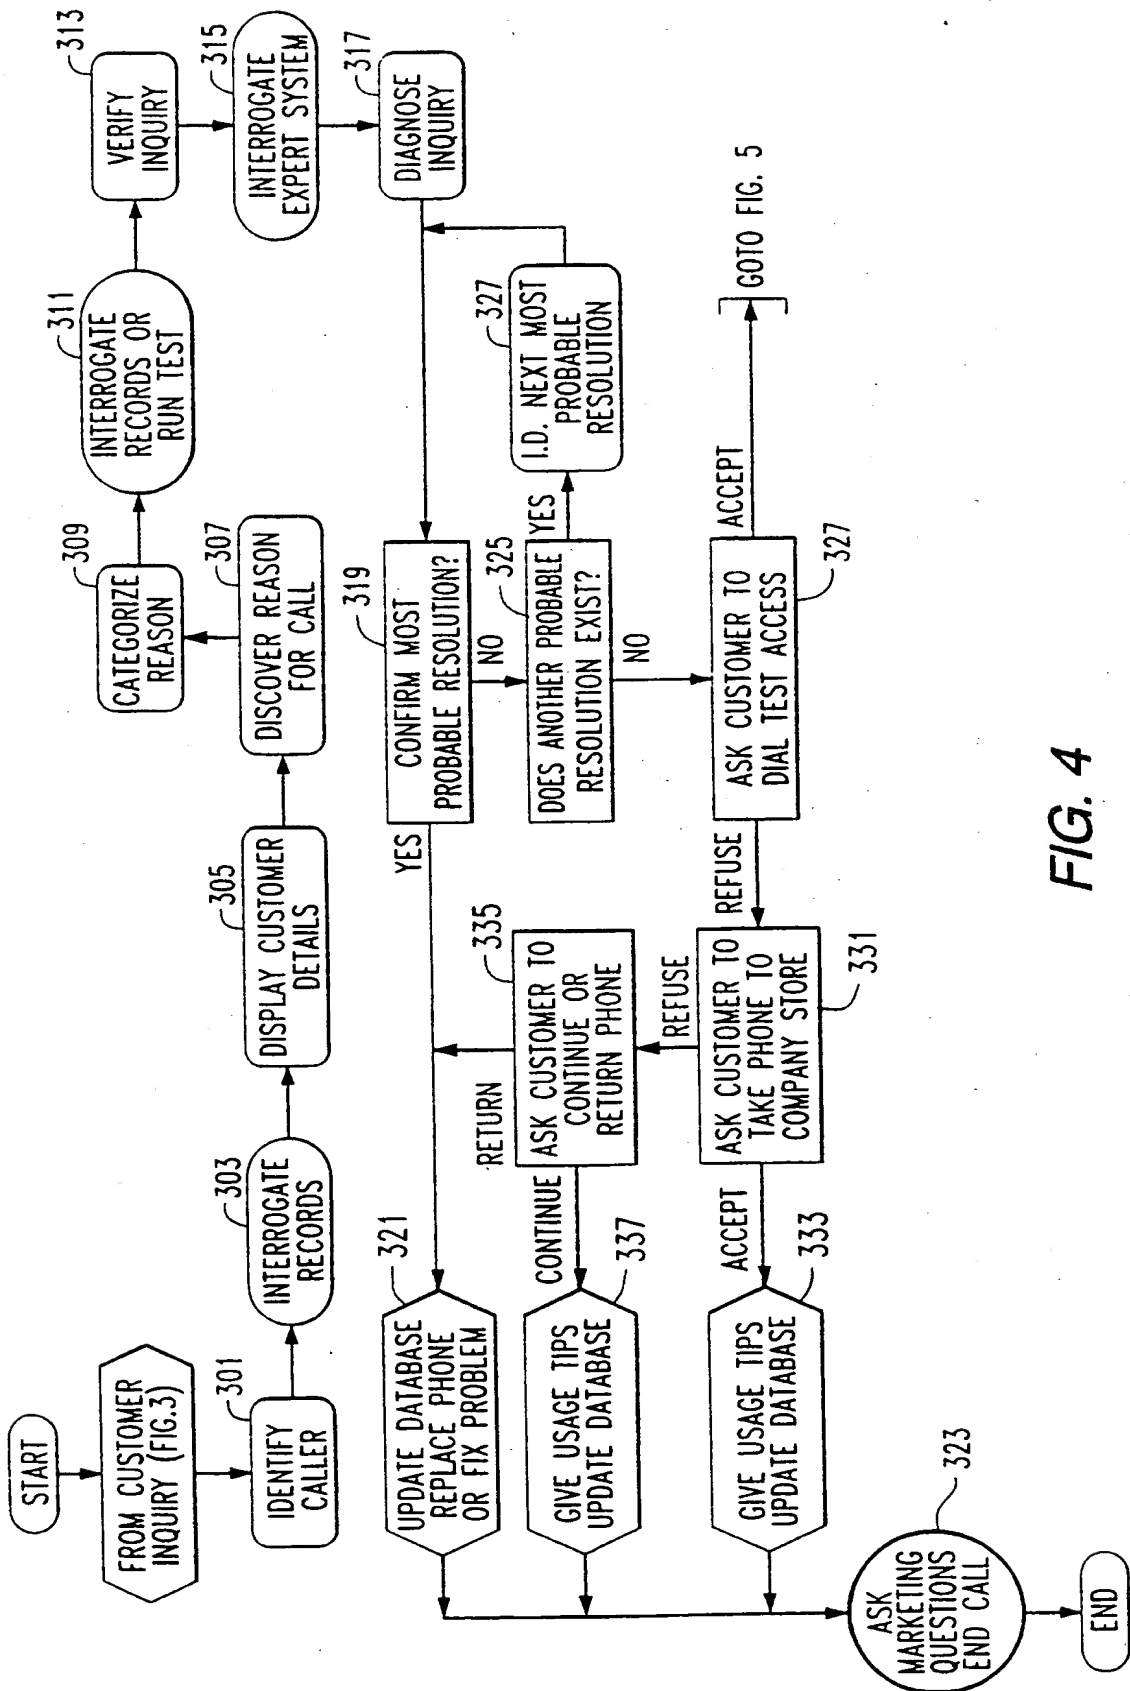 START
FROM CUSTOMER
INQUIRY (FIG.3)
301
IDENTIFY
CALLER
303
INTERROGATE
RECORDS
305
DISPLAY CUSTOMER
DETAILS
307
DISCOVER REASON
FOR CALL
309
CATEGORIZE
REASON
311
INTERROGATE
RECORDS OR
RUN TEST
313
VERIFY
INQUIRY
315
INTERROGATE
EXPERT SYSTEM
317
DIAGNOSE
INQUIRY
319
CONFIRM MOST
PROBABLE RESOLUTION?
YES
NO
321
UPDATE DATABASE
REPLACE PHONE
OR FIX PROBLEM
325
DOES ANOTHER PROBABLE
RESOLUTION EXIST?
YES
NO
327
I.D. NEXT MOST
PROBABLE
RESOLUTION
327
ASK CUSTOMER TO
DIAL TEST ACCESS
ACCEPT
GOTO FIG. 5
REFUSE
331
ASK CUSTOMER TO
TAKE PHONE TO
COMPANY STORE
REFUSE
ACCEPT
335
ASK CUSTOMER TO
CONTINUE OR
RETURN PHONE
RETURN
CONTINUE
337
GIVE USAGE TIPS
UPDATE DATABASE
333
GIVE USAGE TIPS
UPDATE DATABASE
323
ASK
MARKETING
QUESTIONS
END CALL
END
FIG. 4